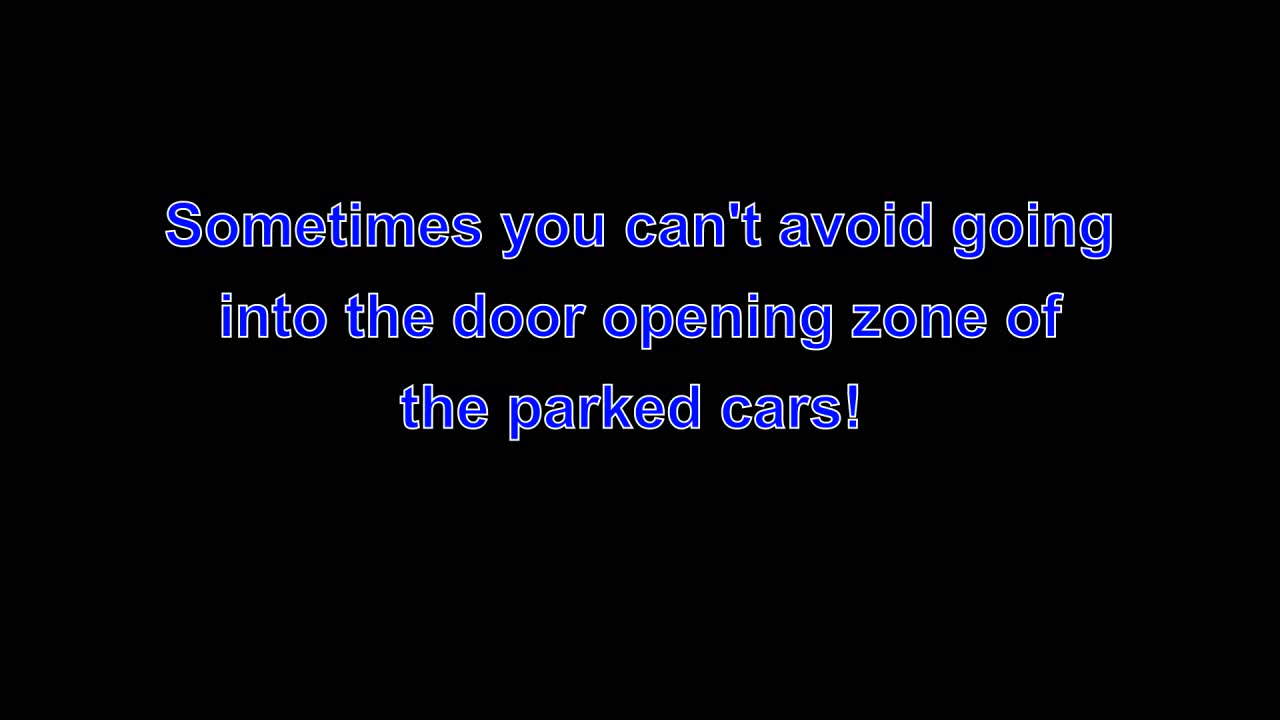 Sometimes you can't avoid going
into the door opening zone of
the parked cars!